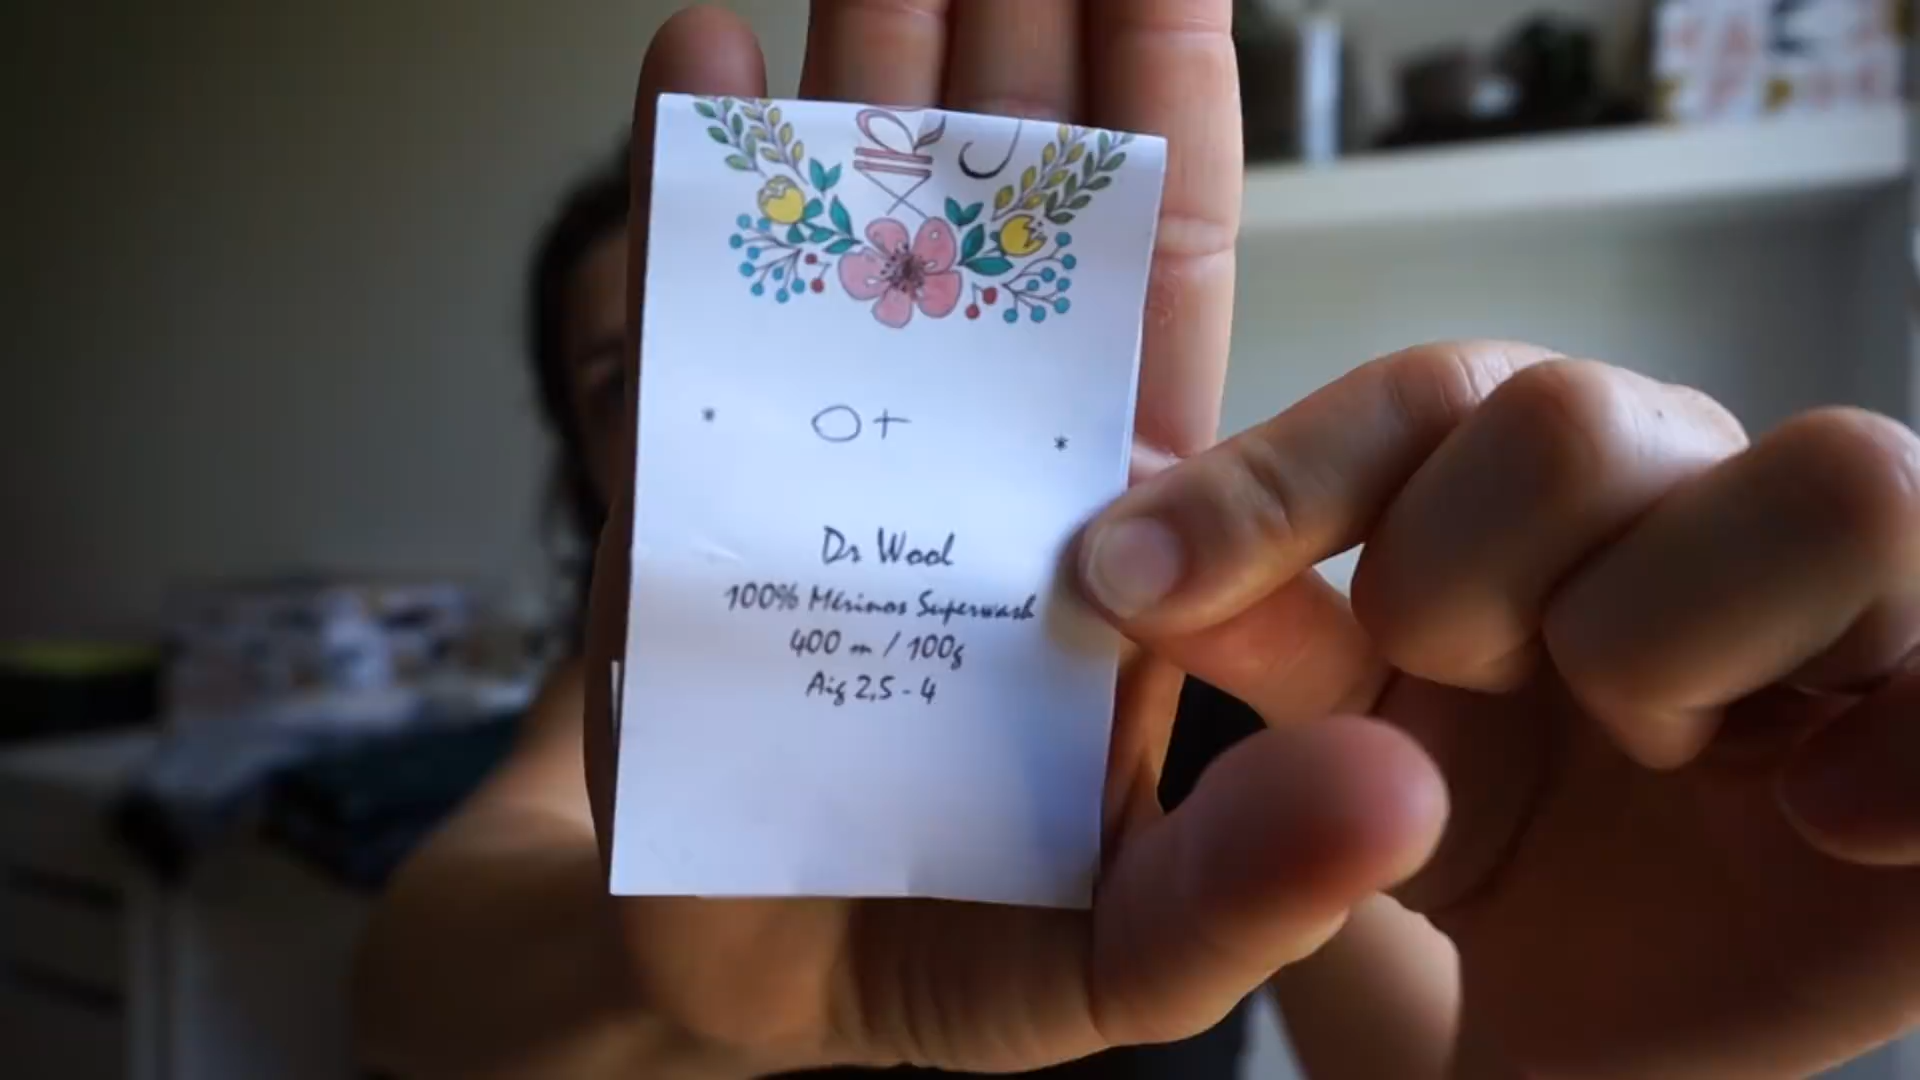 * O+ *
Dr Wool
100% Mérinos Superwash
400 m / 100g
Aig 2,5 - 4